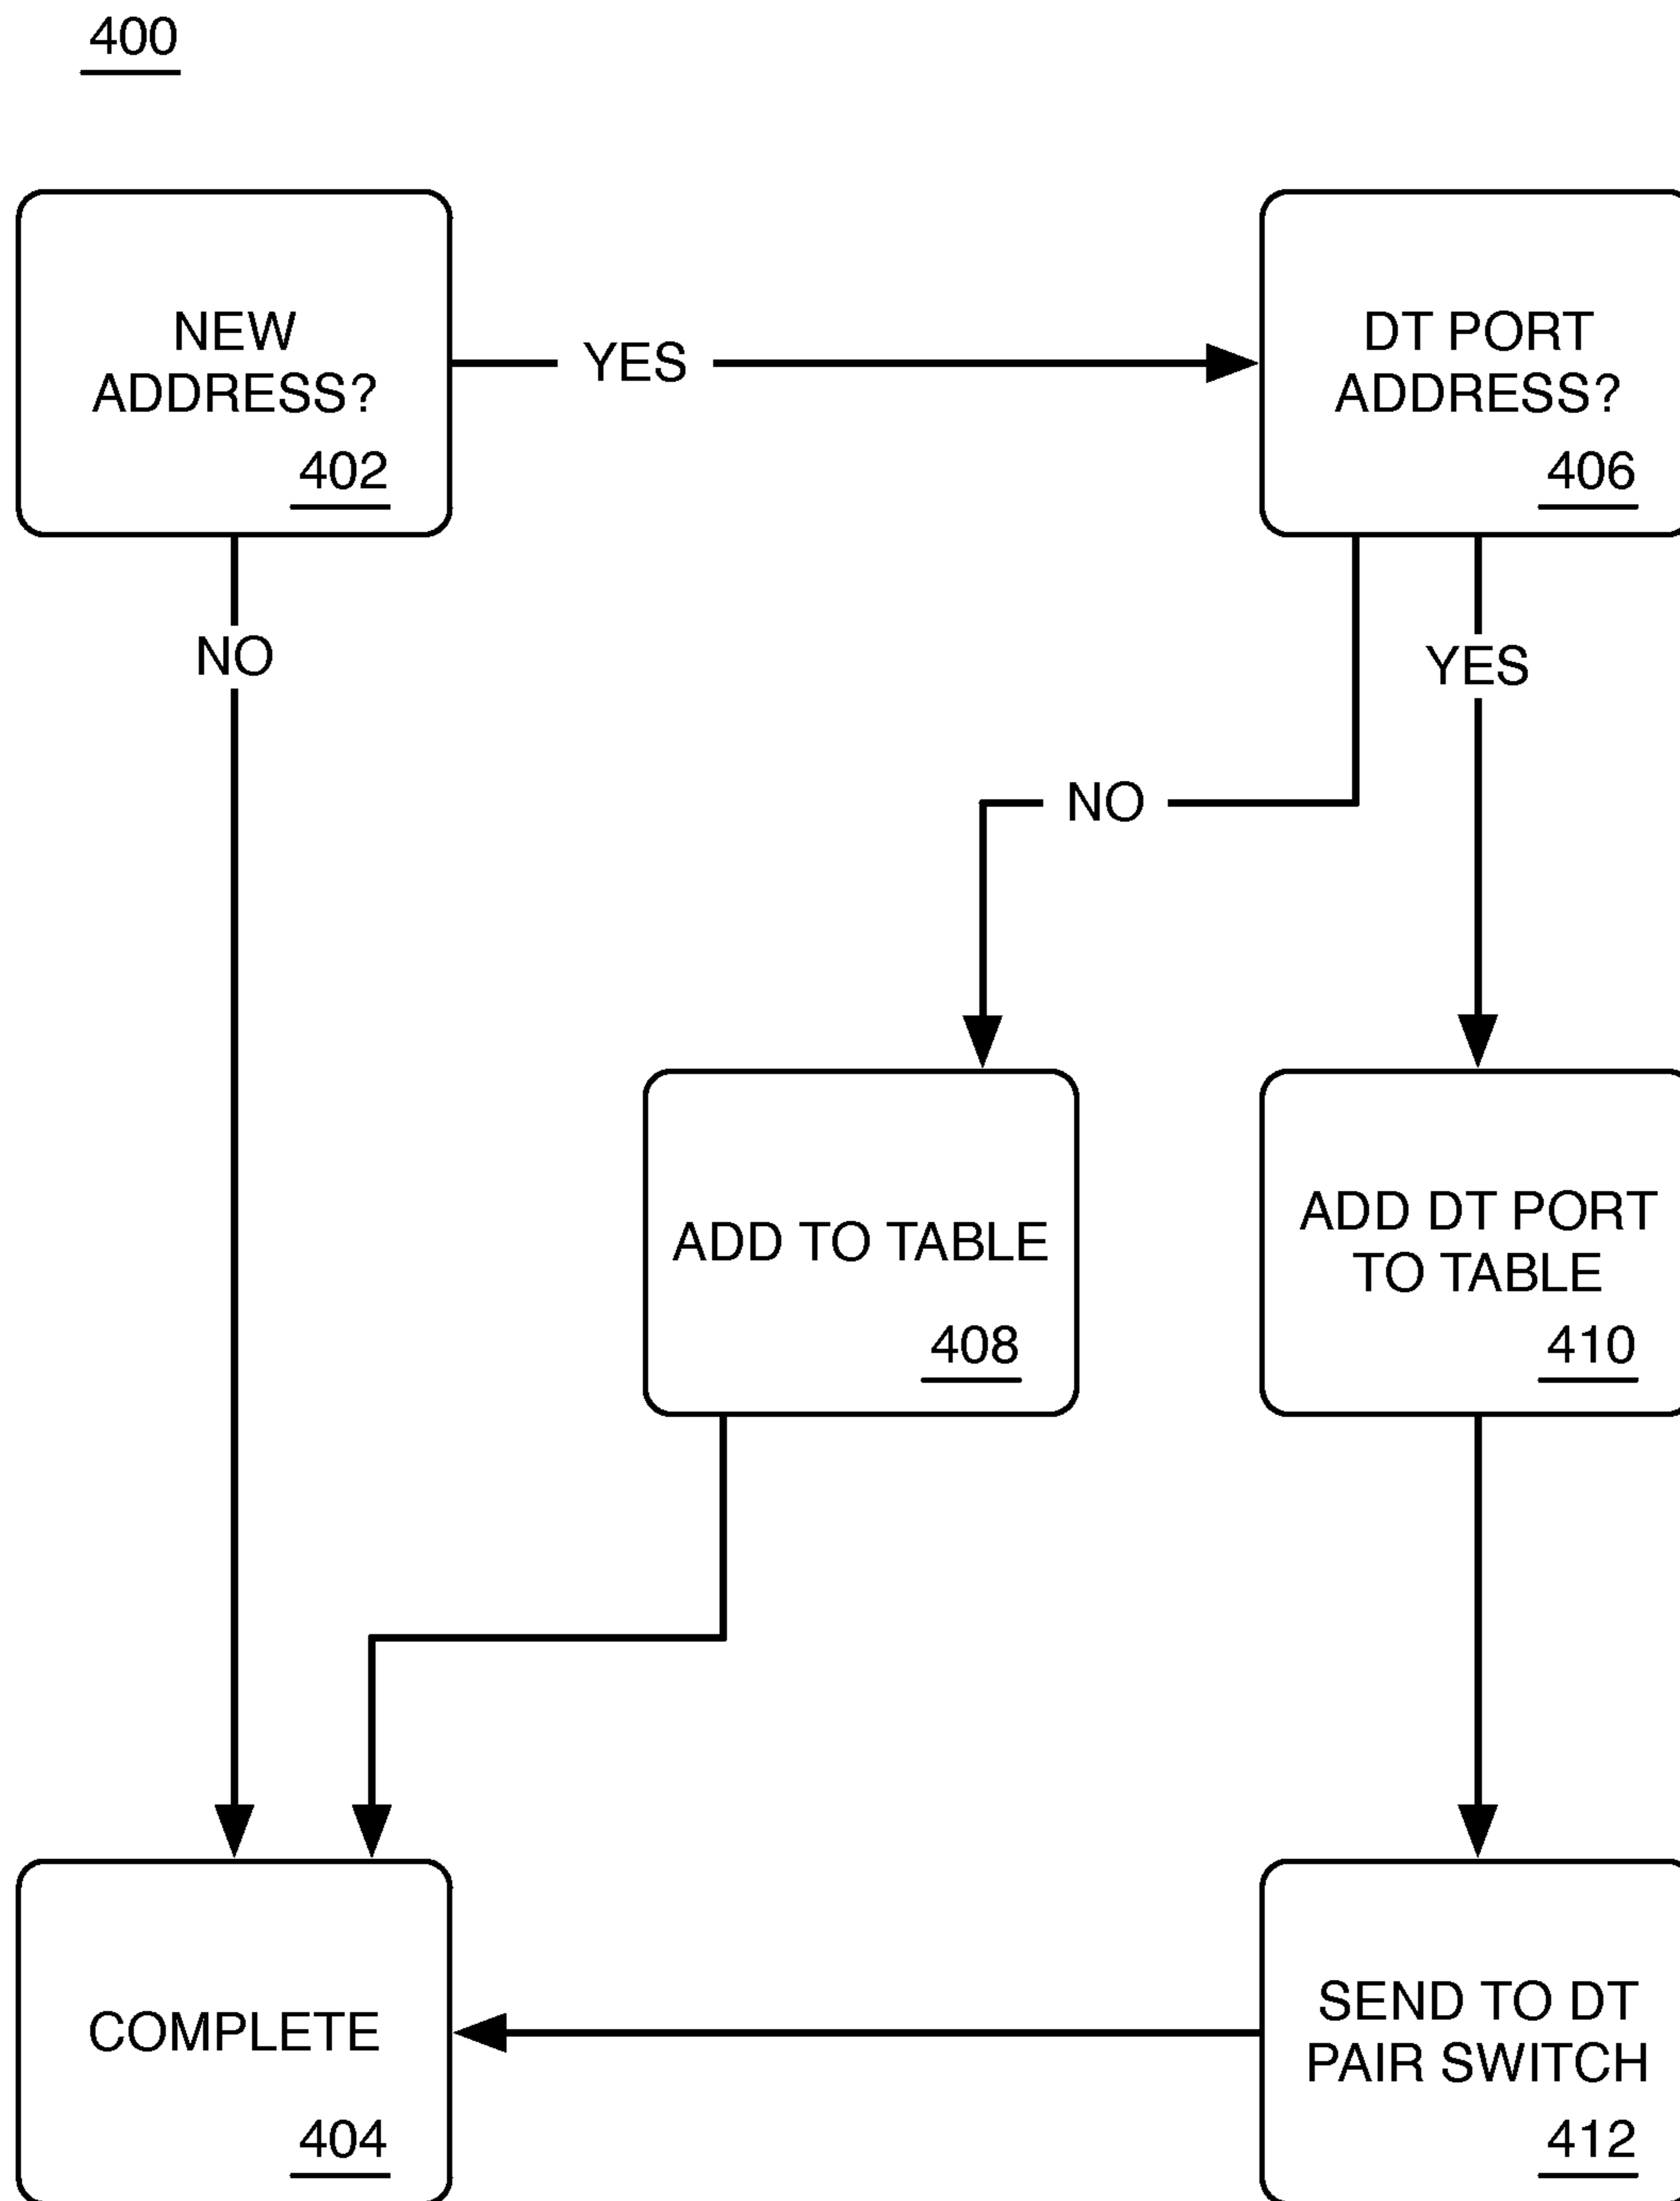 400
NEW
ADDRESS?
402
YES
DT PORT
ADDRESS?
406
NO
YES
NO
ADD TO TABLE
408
ADD DT PORT
TO TABLE
410
COMPLETE
404
SEND TO DT
PAIR SWITCH
412